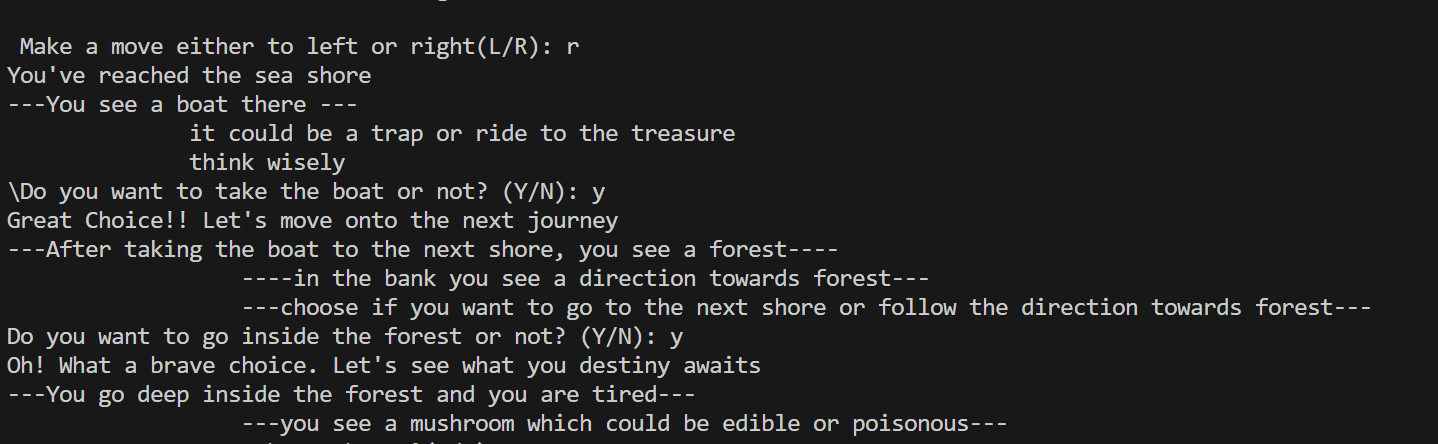 Make a move either to left or right(L/R): r
You've reached the sea shore
---You see a boat there ---
it could be a trap or ride to the treasure
think wisely
\Do you want to take the boat or not? (Y/N): y
Great Choice!! Let's move onto the next journey
---After taking the boat to the next shore, you see a forest----
----in the bank you see a direction towards forest---
---choose if you want to go to the next shore or follow the direction towards forest---
Do you want to go inside the forest or not? (Y/N): y
Oh! What a brave choice. Let's see what you destiny awaits
---You go deep inside the forest and you are tired---
---you see a mushroom which could be edible or poisonous---